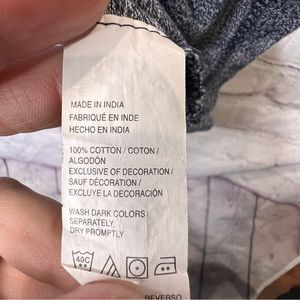 MADE IN INDIA
FABRIQUÉ EN INDE
HECHO EN INDIA
100% COTTON / COTON /
ALGODÓN
EXCLUSIVE OF DECORATION /
SAUF DÉCORATION /
EXCLUYE LA DECORACIÓN
WASH DARK COLORS
SEPARATELY,
DRY PROMPTLY
40C
REVERSO